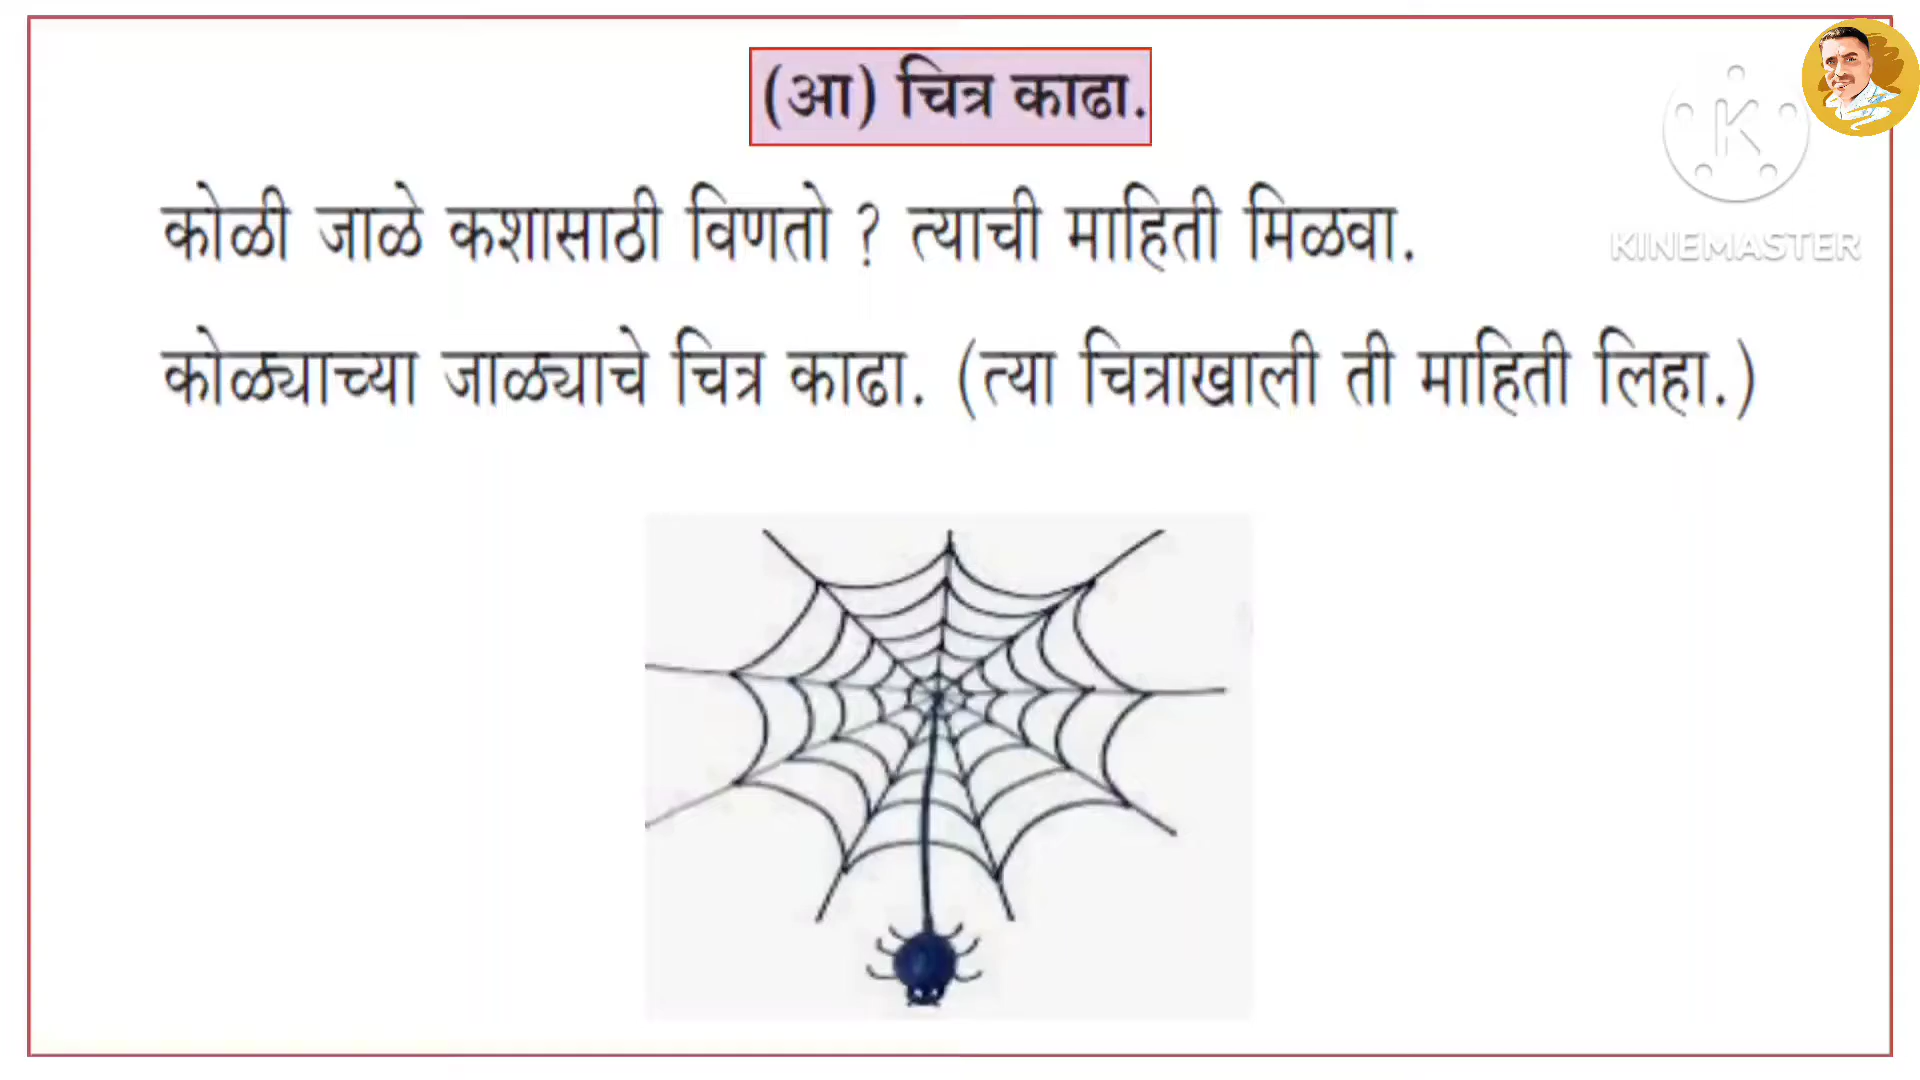 (आ) चित्र काढा.
कोळी जाळे कशासाठी विणतो ? त्याची माहिती मिळवा.
कोळ्याच्या जाळ्याचे चित्र काढा. (त्या चित्राखाली ती माहिती लिहा.)
K
KINEMASTER